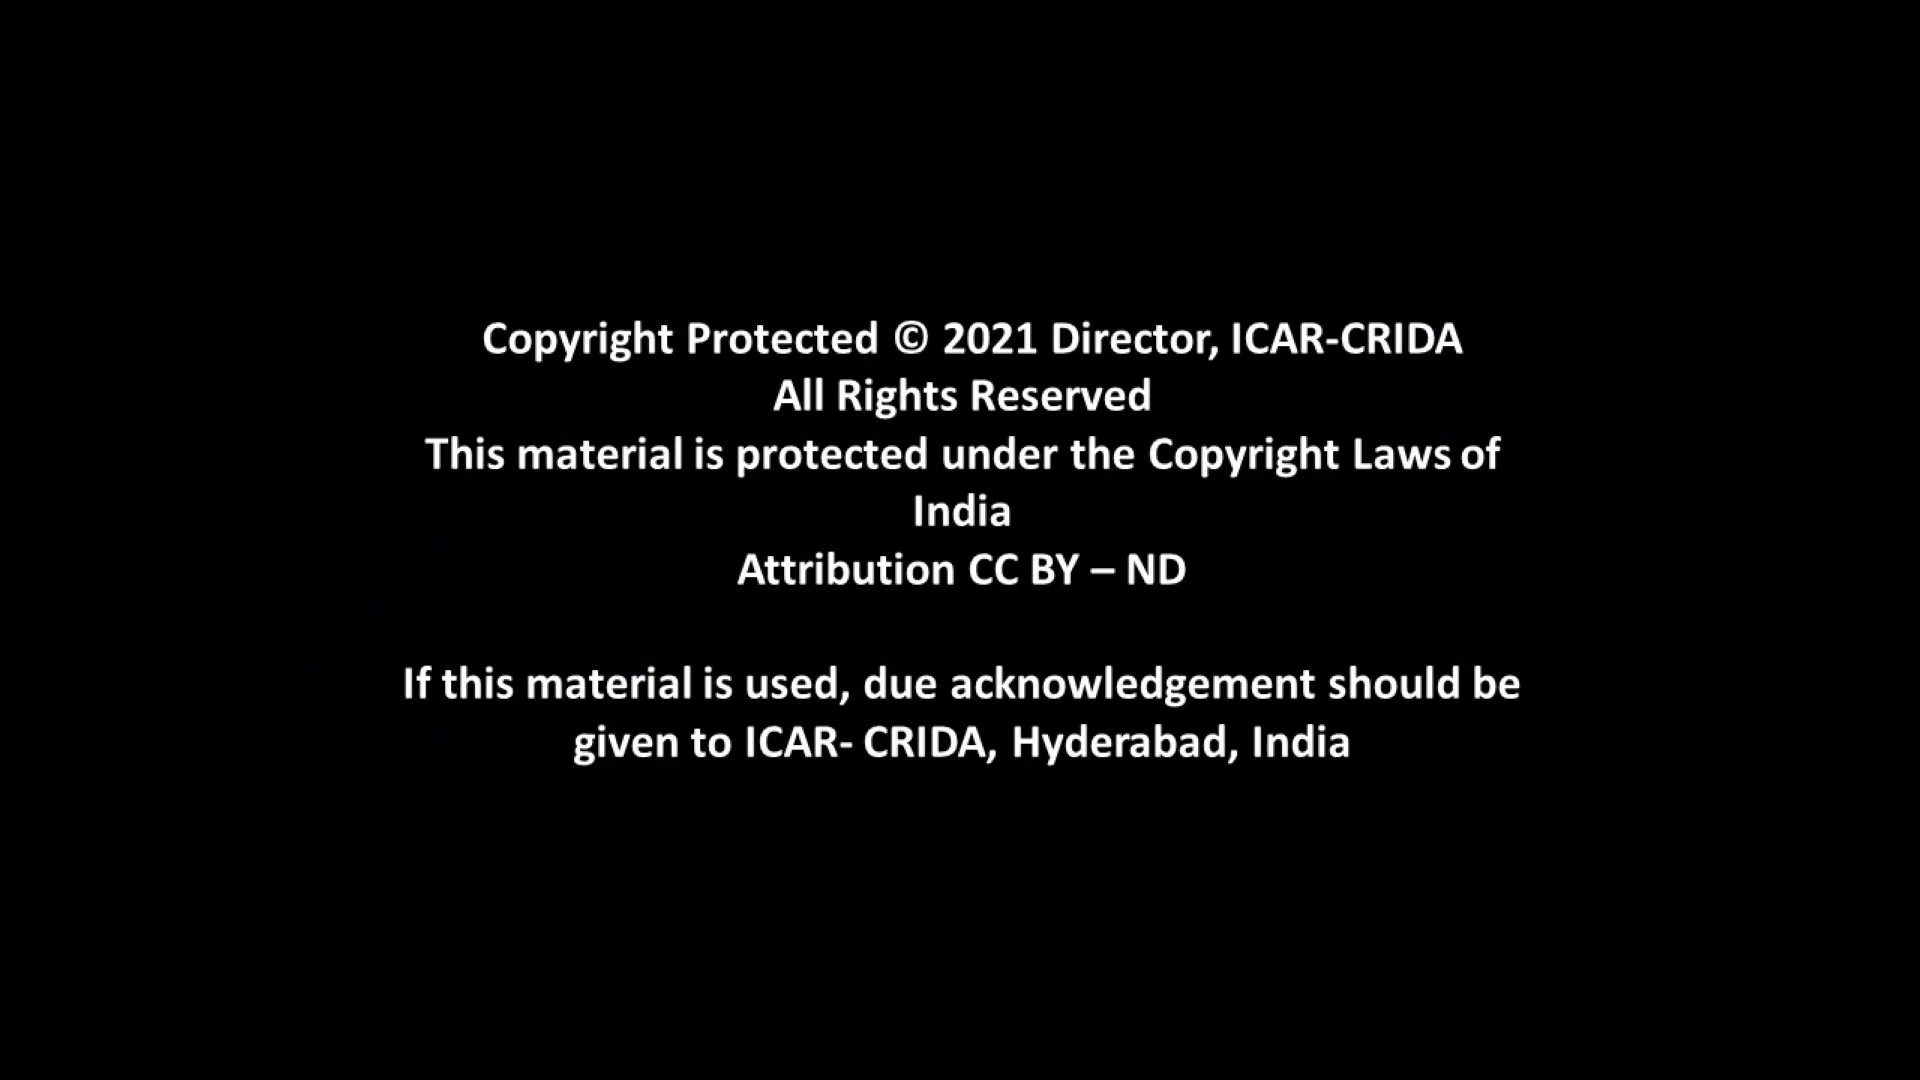 Copyright Protected © 2021 Director, ICAR-CRIDA
All Rights Reserved
This material is protected under the Copyright Laws of
India
Attribution CC BY – ND
If this material is used, due acknowledgement should be
given to ICAR- CRIDA, Hyderabad, India